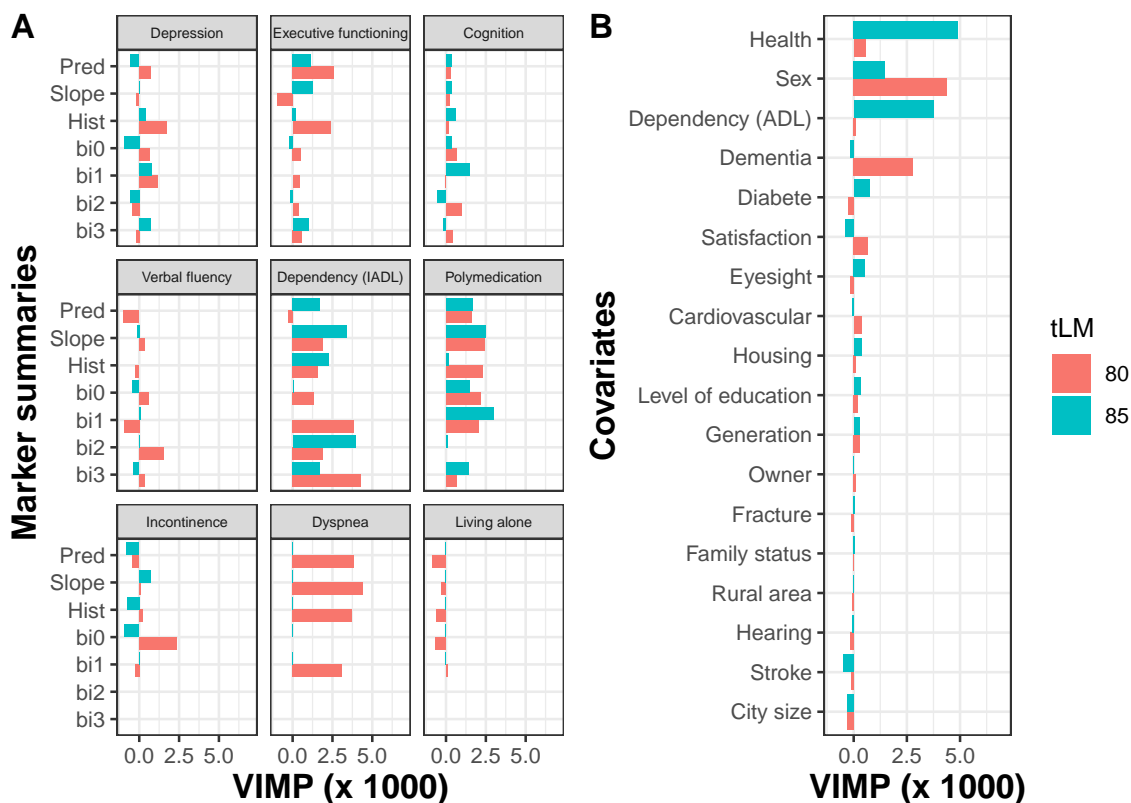 A
Depression
Executive functioning
Cognition
Pred
Slope
Hist
bi0
bi1
bi2
bi3
Verbal fluency
Dependency (IADL)
Polymedication
Pred
Slope
Hist
bi0
bi1
bi2
bi3
Incontinence
Dyspnea
Living alone
Pred
Slope
Hist
bi0
bi1
bi2
bi3
0.0 2.5 5.0
0.0 2.5 5.0
0.0 2.5 5.0
VIMP (x 1000)
Marker summaries
B
Health
Sex
Dependency (ADL)
Dementia
Diabete
Satisfaction
Eyesight
Cardiovascular
Housing
Level of education
Generation
Owner
Fracture
Family status
Rural area
Hearing
Stroke
City size
0.0 2.5 5.0
VIMP (x 1000)
Covariates
tLM
80
85